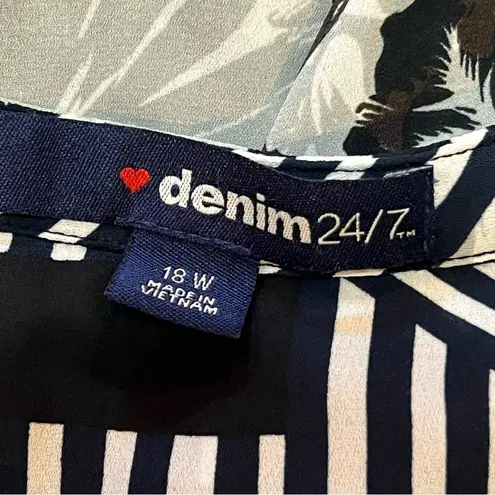 denim 24/7™
18 W
MADE IN
VIETNAM